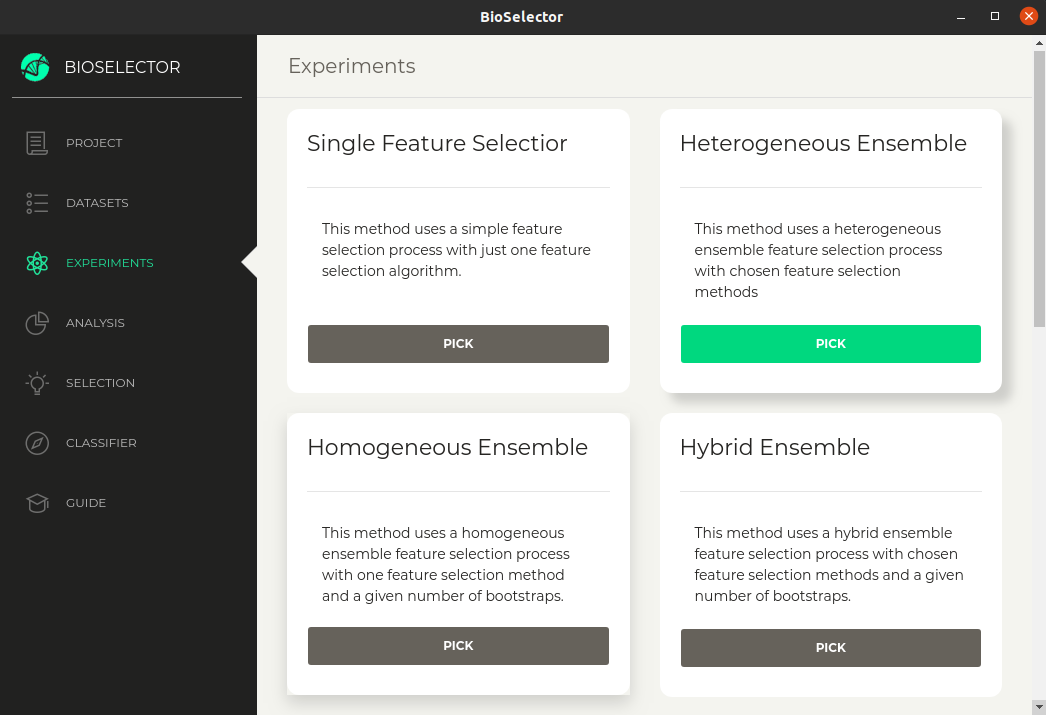 BioSelector
BIOSELECTOR
PROJECT
DATASETS
EXPERIMENTS
ANALYSIS
SELECTION
CLASSIFIER
GUIDE
Experiments
Single Feature Selectior
This method uses a simple feature
selection process with just one feature
selection algorithm.
PICK
Heterogeneous Ensemble
This method uses a heterogeneous
ensemble feature selection process
with chosen feature selection
methods
PICK
Homogeneous Ensemble
This method uses a homogeneous
ensemble feature selection process
with one feature selection method
and a given number of bootstraps.
PICK
Hybrid Ensemble
This method uses a hybrid ensemble
feature selection process with chosen
feature selection methods and a given
number of bootstraps.
PICK